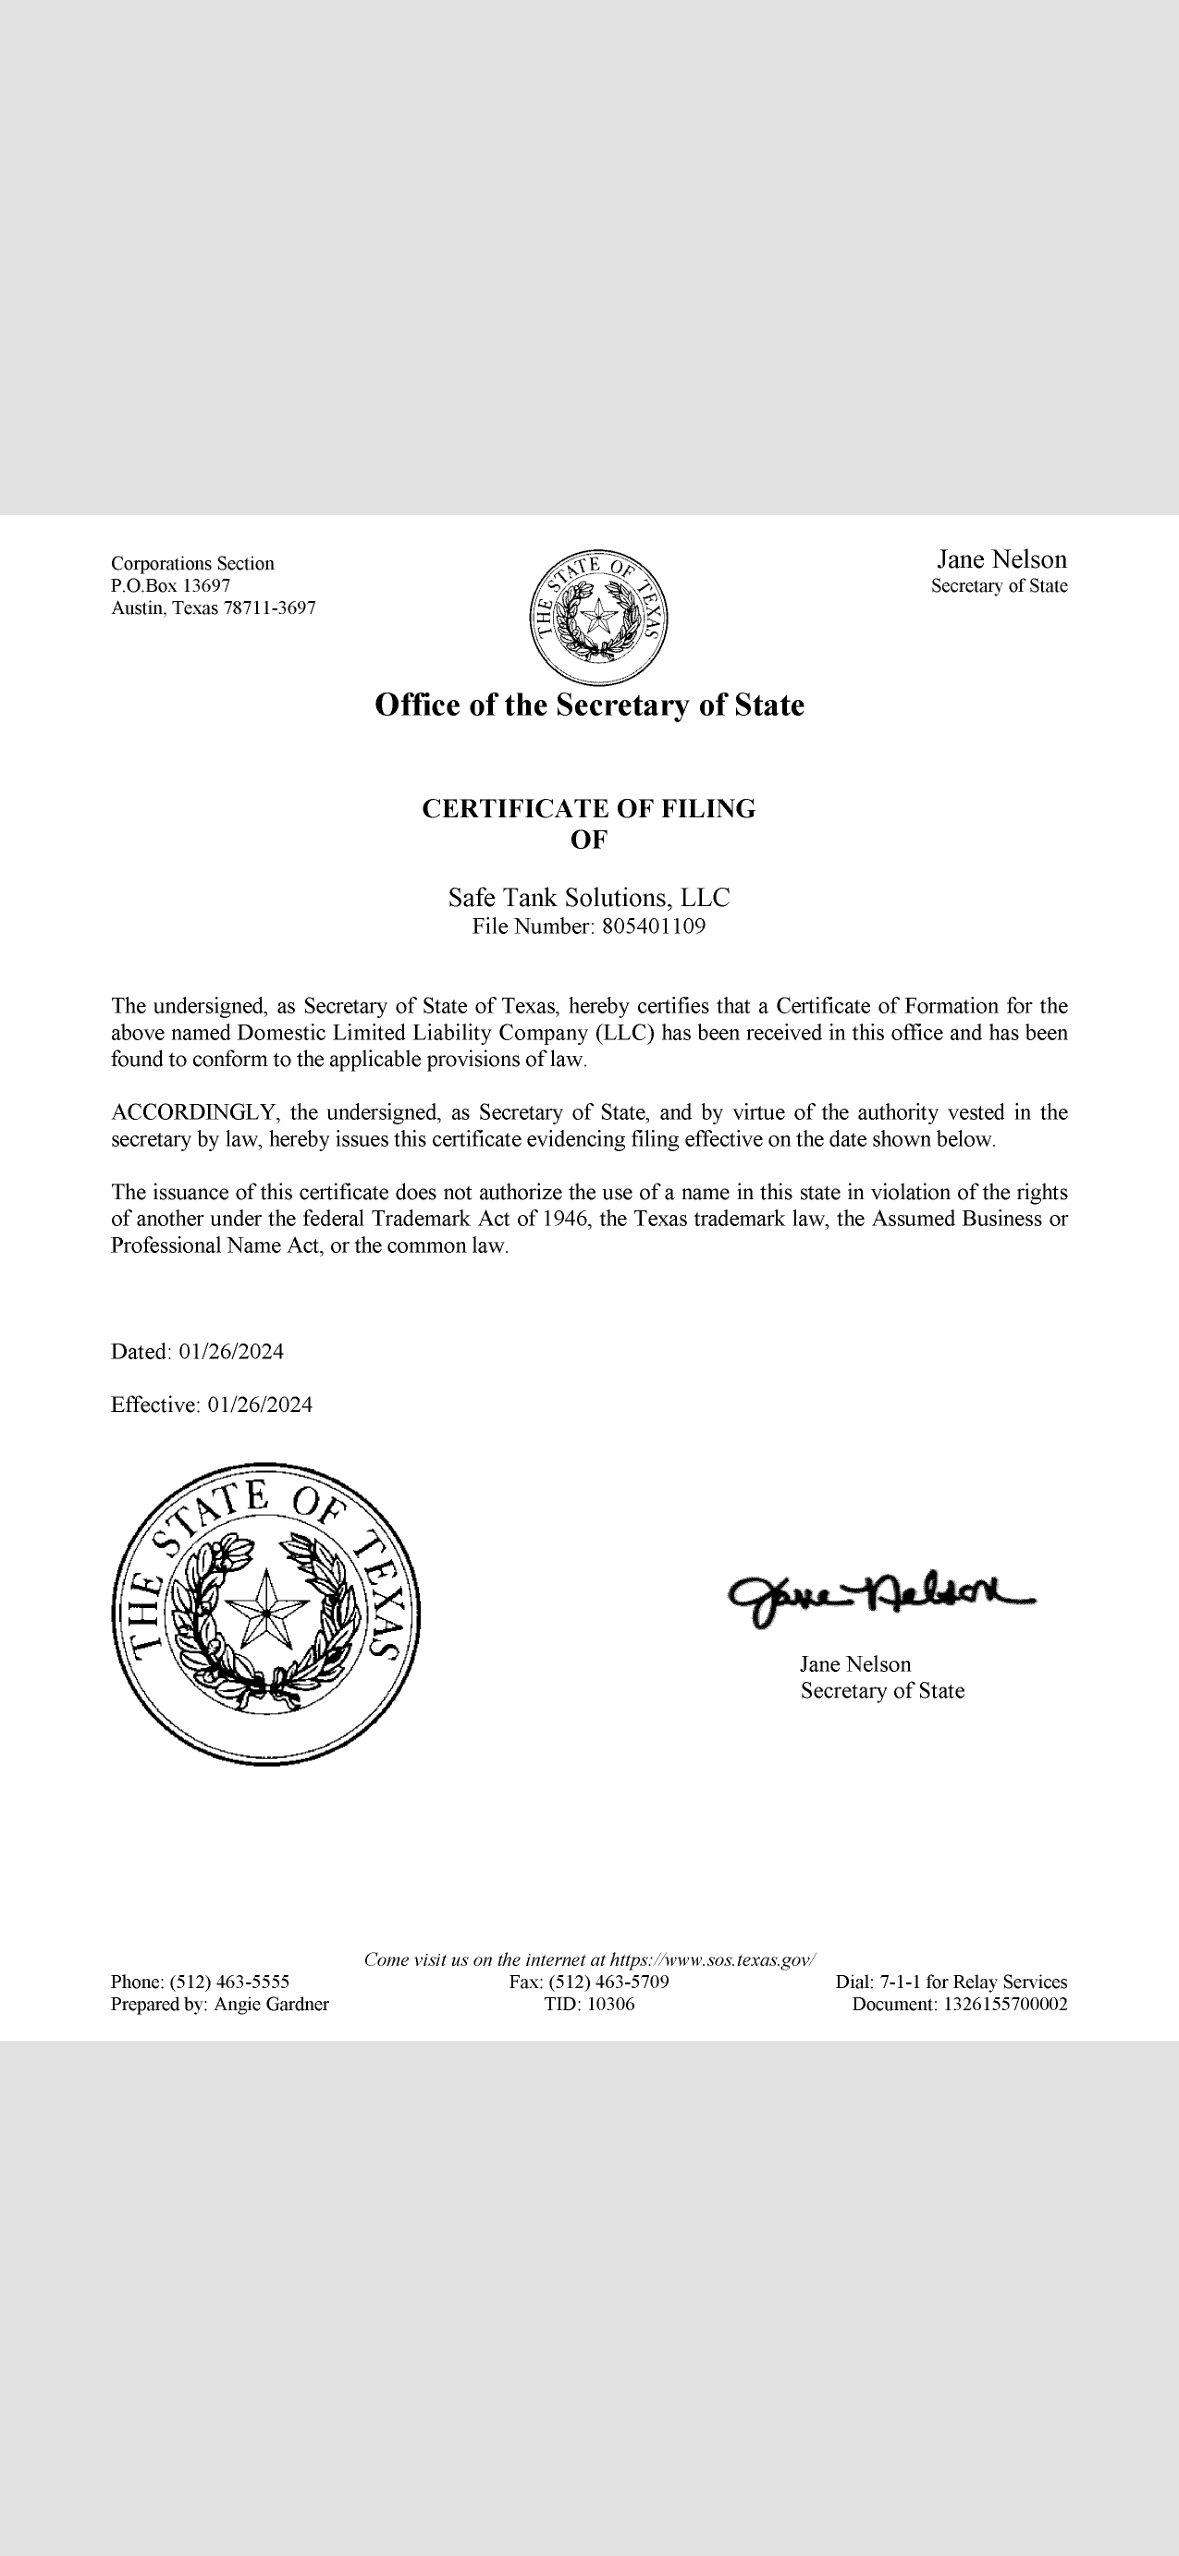 Corporations Section
P.O.Box 13697
Austin, Texas 78711-3697
THE STATE OF TEXAS
Jane Nelson
Secretary of State
Office of the Secretary of State
CERTIFICATE OF FILING
OF
Safe Tank Solutions, LLC
File Number: 805401109
The undersigned, as Secretary of State of Texas, hereby certifies that a Certificate of Formation for the
above named Domestic Limited Liability Company (LLC) has been received in this office and has been
found to conform to the applicable provisions of law.
ACCORDINGLY, the undersigned, as Secretary of State, and by virtue of the authority vested in the
secretary by law, hereby issues this certificate evidencing filing effective on the date shown below.
The issuance of this certificate does not authorize the use of a name in this state in violation of the rights
of another under the federal Trademark Act of 1946, the Texas trademark law, the Assumed Business or
Professional Name Act, or the common law.
Dated: 01/26/2024
Effective: 01/26/2024
THE STATE OF TEXAS
Jane Nelson
Jane Nelson
Secretary of State
Come visit us on the internet at https://www.sos.texas.gov/
Phone: (512) 463-5555 Fax: (512) 463-5709 Dial: 7-1-1 for Relay Services
Prepared by: Angie Gardner TID: 10306 Document: 1326155700002